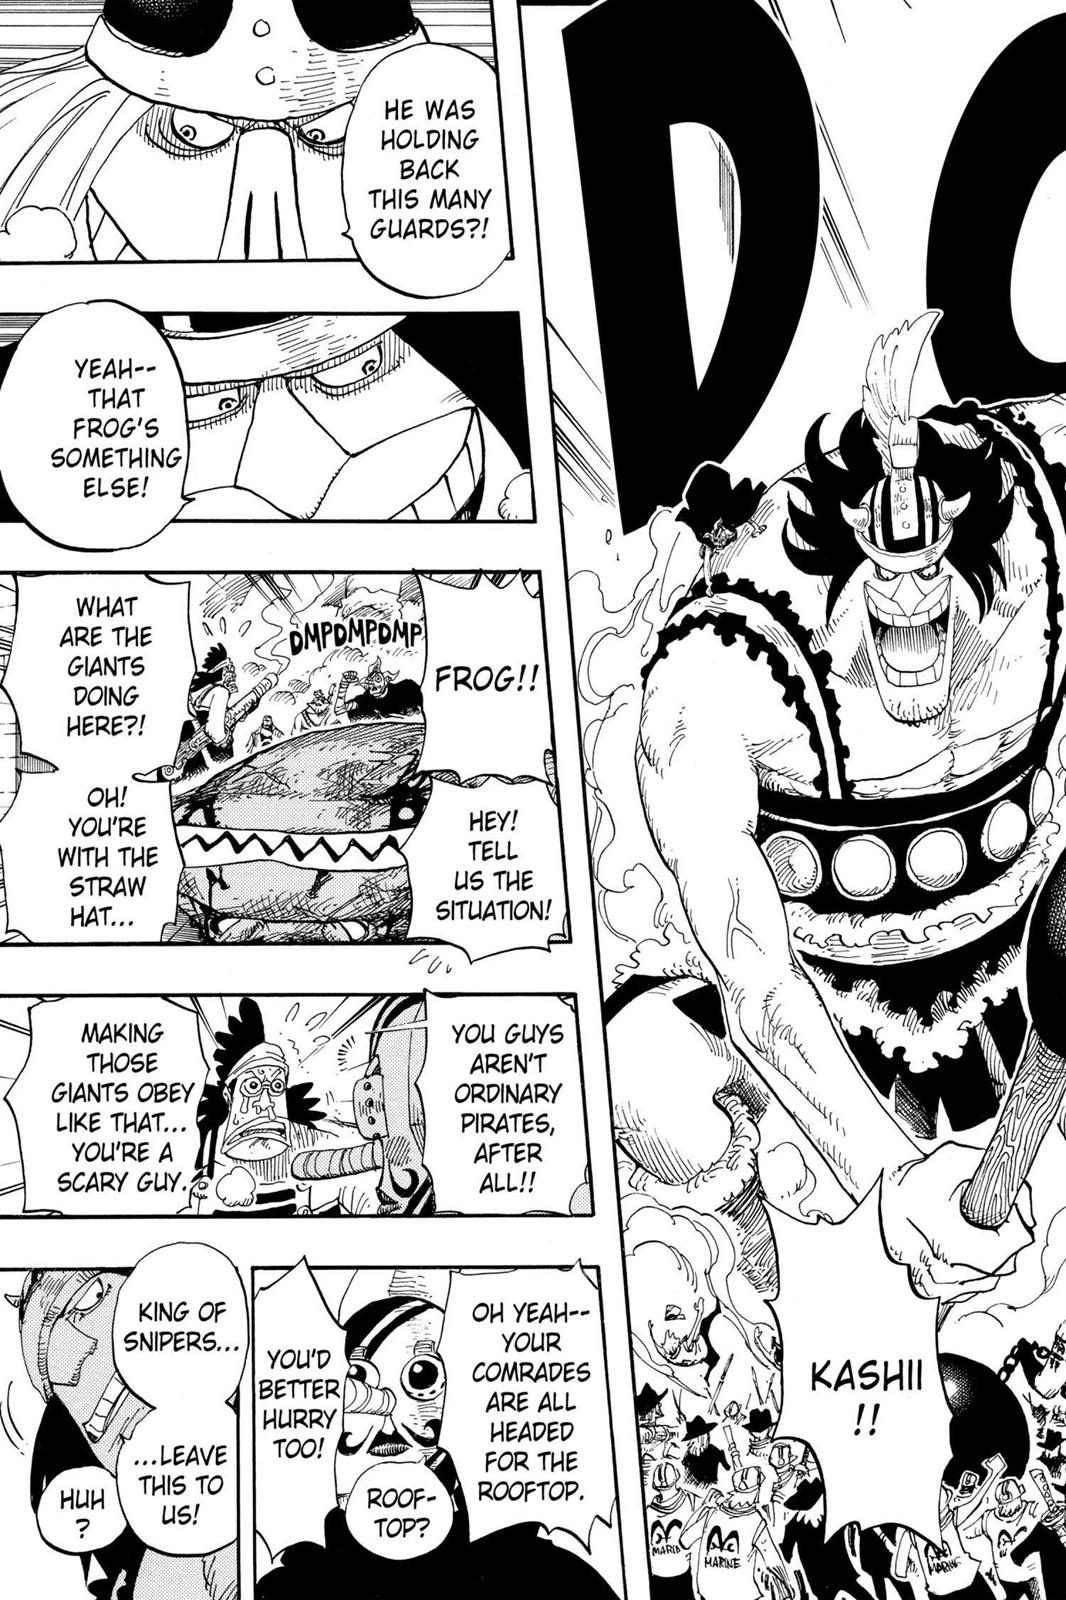 D
KASHII
!!
MARINE
MARINE
HE WAS
HOLDING
BACK
THIS MANY
GUARDS?!
YEAH--
THAT
FROG'S
SOMETHING
ELSE!
FROG!!
HEY!
TELL
US THE
SITUATION!
DMPDMPDMP
WHAT
ARE THE
GIANTS
DOING
HERE?!
OH!
YOU'RE
WITH THE
STRAW
HAT...
YOU GUYS
AREN'T
ORDINARY
PIRATES,
AFTER
ALL!!
MAKING
THOSE
GIANTS OBEY
LIKE THAT...
YOU'RE A
SCARY GUY.
OH YEAH--
YOUR
COMRADES
ARE ALL
HEADED
FOR THE
ROOFTOP.
ROOF-
TOP?
YOU'D
BETTER
HURRY
TOO!
KING OF
SNIPERS...
...LEAVE
THIS TO
US!
HUH
?